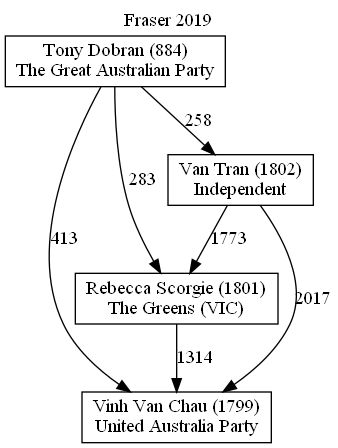 Fraser 2019
Tony Dobran (884)
The Great Australian Party
258
Van Tran (1802)
Independent
283
413
1773
Rebecca Scorgie (1801)
The Greens (VIC)
2017
1314
Vinh Van Chau (1799)
United Australia Party